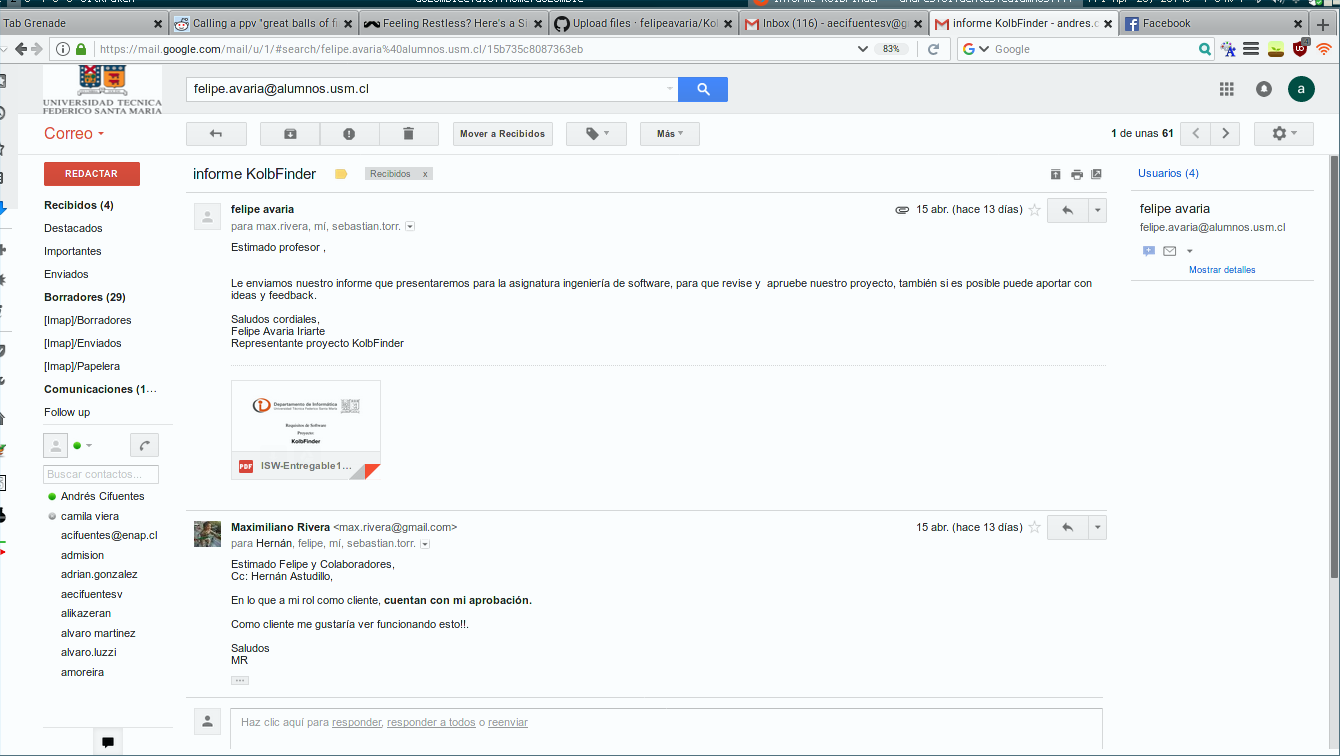 Tab Grenade
Calling a ppv "great balls of fi
Feeling Restless? Here's a Si
Upload files · felipeavaria/Kol
Inbox (116) - aecifuentesv@g
informe KolbFinder - andres.c
Facebook
https://mail.google.com/mail/u/1/#search/felipe.avaria%40alumnos.usm.cl/15b735c8087363eb
83%
Google
UNIVERSIDAD TECNICA
FEDERICO SANTA MARIA
felipe.avaria@alumnos.usm.cl
a
Correo
Mover a Recibidos
Más
1 de unas 61
REDACTAR
Recibidos (4)
Destacados
Importantes
Enviados
Borradores (29)
[Imap]/Borradores
[Imap]/Enviados
[Imap]/Papelera
Comunicaciones (1...
Follow up
Buscar contactos...
Andrés Cifuentes
camila viera
acifuentes@enap.cl
admision
adrian.gonzalez
aecifuentesv
alikazeran
alvaro martinez
alvaro.luzzi
amoreira
informe KolbFinder
Recibidos x
felipe avaria
15 abr. (hace 13 días)
para max.rivera, mí, sebastian.torr.
Estimado profesor ,
Le enviamos nuestro informe que presentaremos para la asignatura ingeniería de software, para que revise y apruebe nuestro proyecto, también si es posible puede aportar con
ideas y feedback.
Saludos cordiales,
Felipe Avaria Iriarte
Representante proyecto KolbFinder
Departamento de Informática
Universidad Técnica Federico Santa María
Requisitos de Software
Proyecto
KolbFinder
PDF ISW-Entregable1...
Maximiliano Rivera <max.rivera@gmail.com>
15 abr. (hace 13 días)
para Hernán, felipe, mí, sebastian.torr.
Estimado Felipe y Colaboradores,
Cc: Hernán Astudillo,
En lo que a mi rol como cliente, cuentan con mi aprobación.
Como cliente me gustaría ver funcionando esto!!.
Saludos
MR
Haz clic aquí para responder, responder a todos o reenviar
Usuarios (4)
felipe avaria
felipe.avaria@alumnos.usm.cl
Mostrar detalles